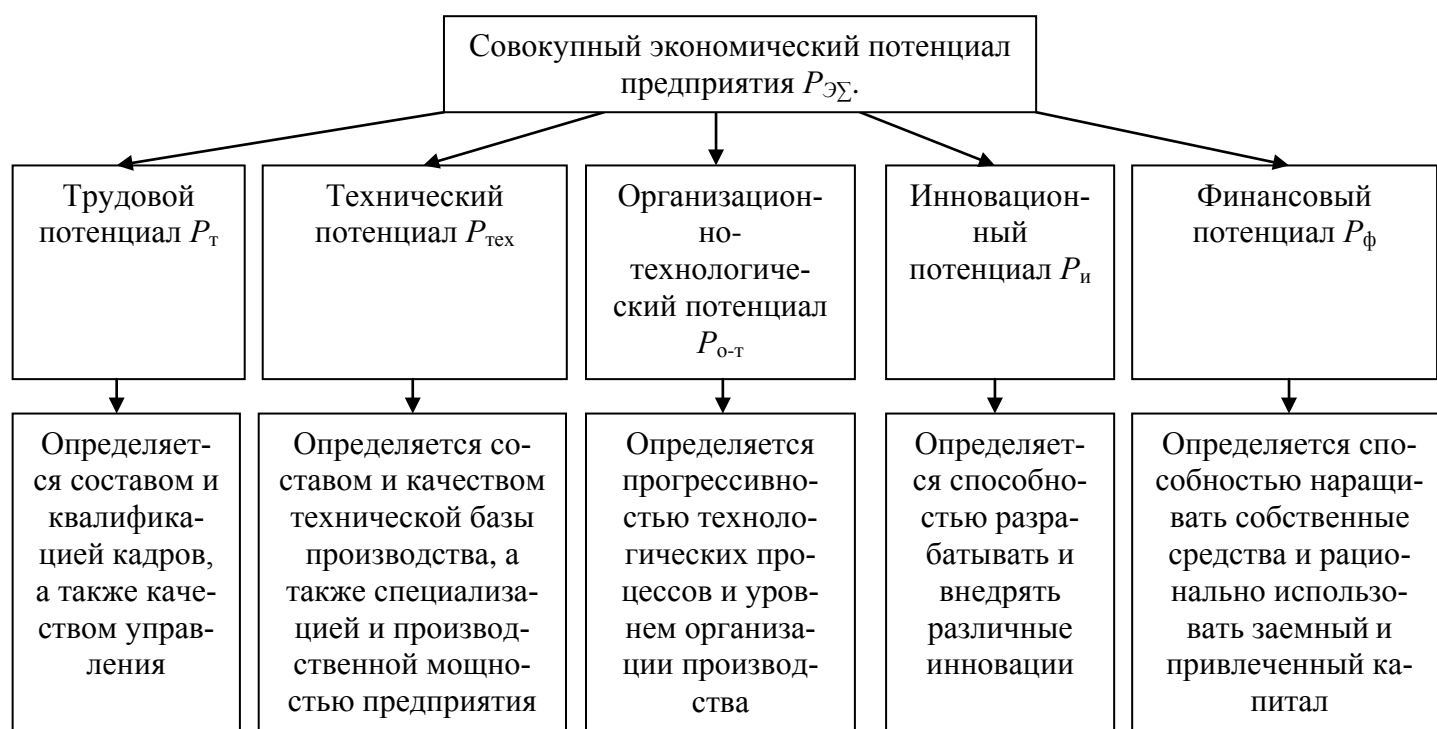 Совокупный экономический потенциал
предприятия PЭ∑.
Трудовой
потенциал Pт
Технический
потенциал Pтех
Организацион-
но-
технологиче-
ский потенциал
Pо-т
Инновацион-
ный
потенциал Pи
Финансовый
потенциал Pф
Определяет-
ся составом и
квалифика-
цией кадров,
а также каче-
ством управ-
ления
Определяется со-
ставом и качеством
технической базы
производства, а
также специализа-
цией и производ-
ственной мощно-
стью предприятия
Определяется
прогрессивно-
стью техноло-
гических про-
цессов и уров-
нем организа-
ции производ-
ства
Определяет-
ся способно-
стью разра-
батывать и
внедрять
различные
инновации
Определяется спо-
собностью наращи-
вать собственные
средства и рацио-
нально использо-
вать заемный и
привлеченный ка-
питал